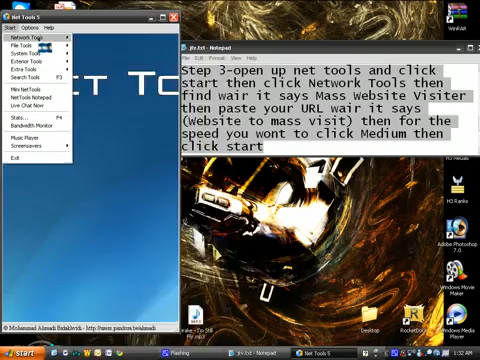 Net Tools 5
Start Options Help
Network Tools
File Tools
System Tools
Exterior Tools
Extra Tools
Search Tools F3
Mini NetTools
NetTools Notepad
Live Chat Now
Stats... F4
Bandwidth Monitor
Music Player
Screensavers
Exit
jtv.txt - Notepad
File Edit Format View Help
Step 3-open up net tools and click
start then click Network Tools then
find wair it says Mass Website Visiter
then paste your URL wair it says
(Website to mass visit) then for the
speed you wont to click Medium then
click start
WinRAR
H3 Medals
H3 Ranks
Adobe Photoshop 7.0
Windows Movie Maker
Desktop
start
Flashing
jtv.txt - Notepad
Net Tools 5
1:32 AM